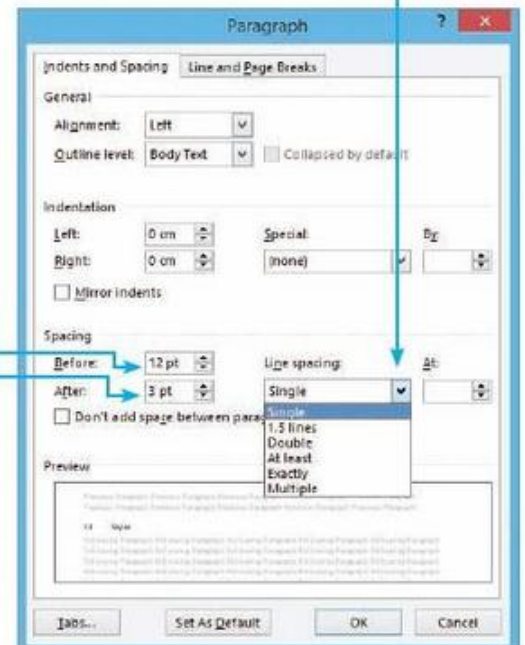 Paragraph ? X
Indents and Spacing Line and Page Breaks
General
Alignment: Left
Outline level: Body Text Collapsed by default
Indentation
Left: 0 cm Special: By:
Right: 0 cm (none)
Mirror indents
Spacing
Before: 12 pt Line spacing: At:
After: 3 pt Single
Don't add space between
Single
1.5 lines
Double
At least
Exactly
Multiple
Preview
Tabs... Set As Default OK Cancel